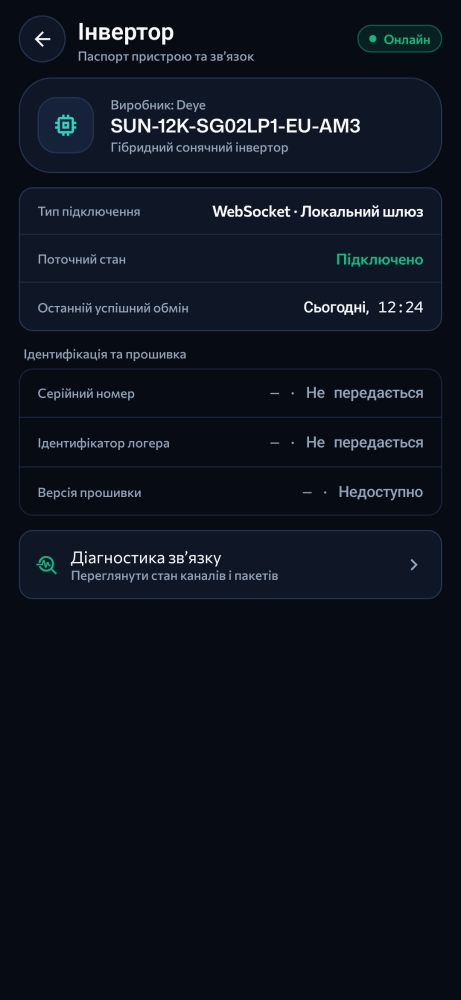 Інвертор
Паспорт пристрою та зв’язок
Онлайн
Виробник: Deye
SUN-12K-SG02LP1-EU-AM3
Гібридний сонячний інвертор
Тип підключення WebSocket · Локальний шлюз
Поточний стан Підключено
Останній успішний обмін Сьогодні, 12:24
Ідентифікація та прошивка
Серійний номер — · Не передається
Ідентифікатор логера — · Не передається
Версія прошивки — · Недоступно
Діагностика зв’язку
Переглянути стан каналів і пакетів